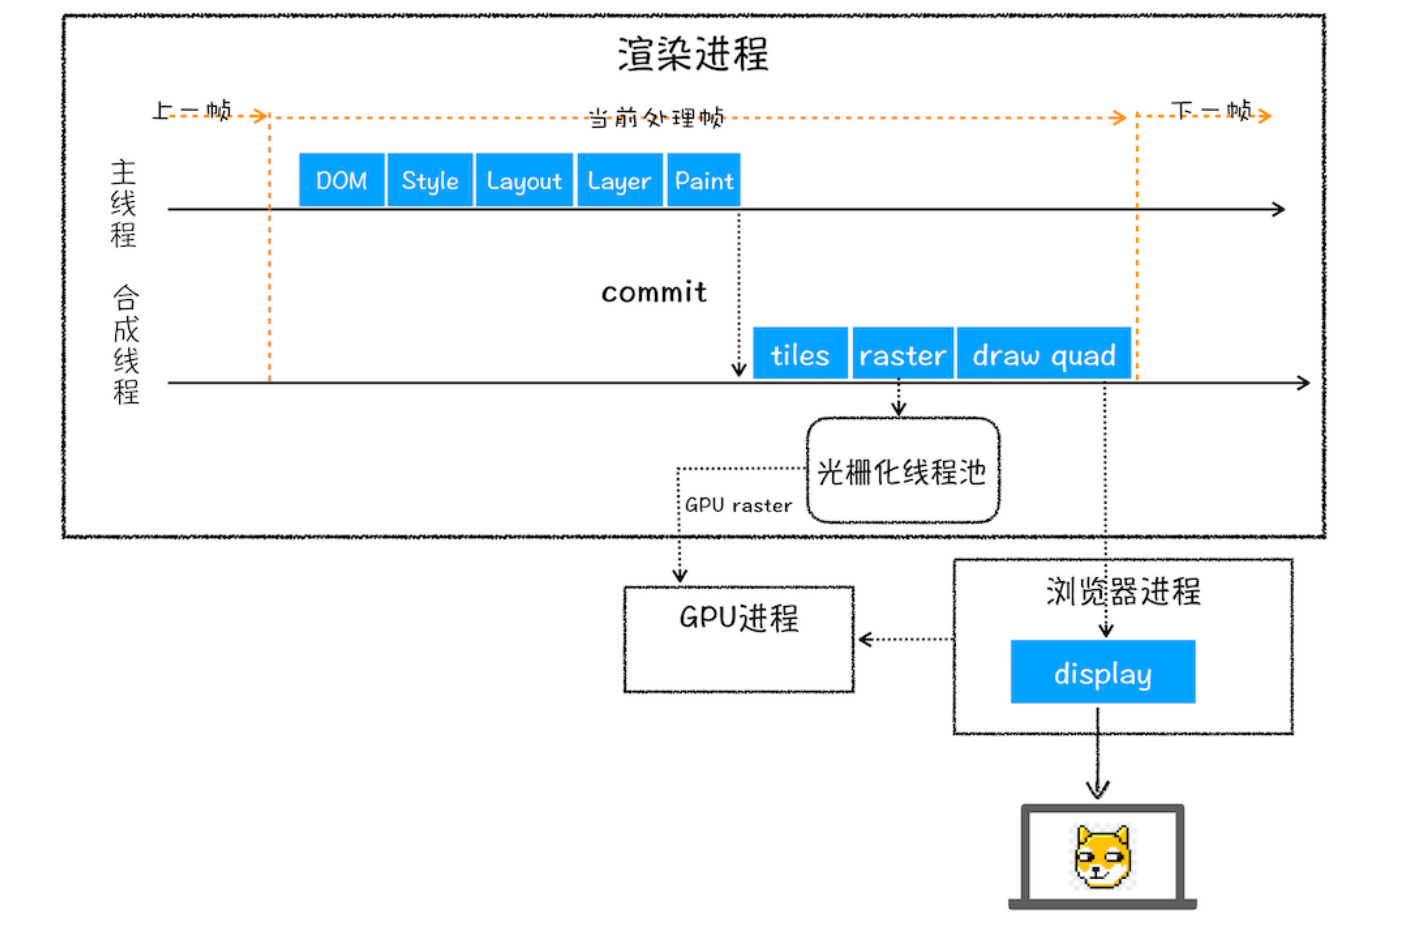 渲染进程
上一帧
当前处理帧
下一帧
主线程
DOM
Style
Layout
Layer
Paint
commit
合成线程
tiles
raster
draw quad
光栅化线程池
GPU raster
GPU进程
浏览器进程
display